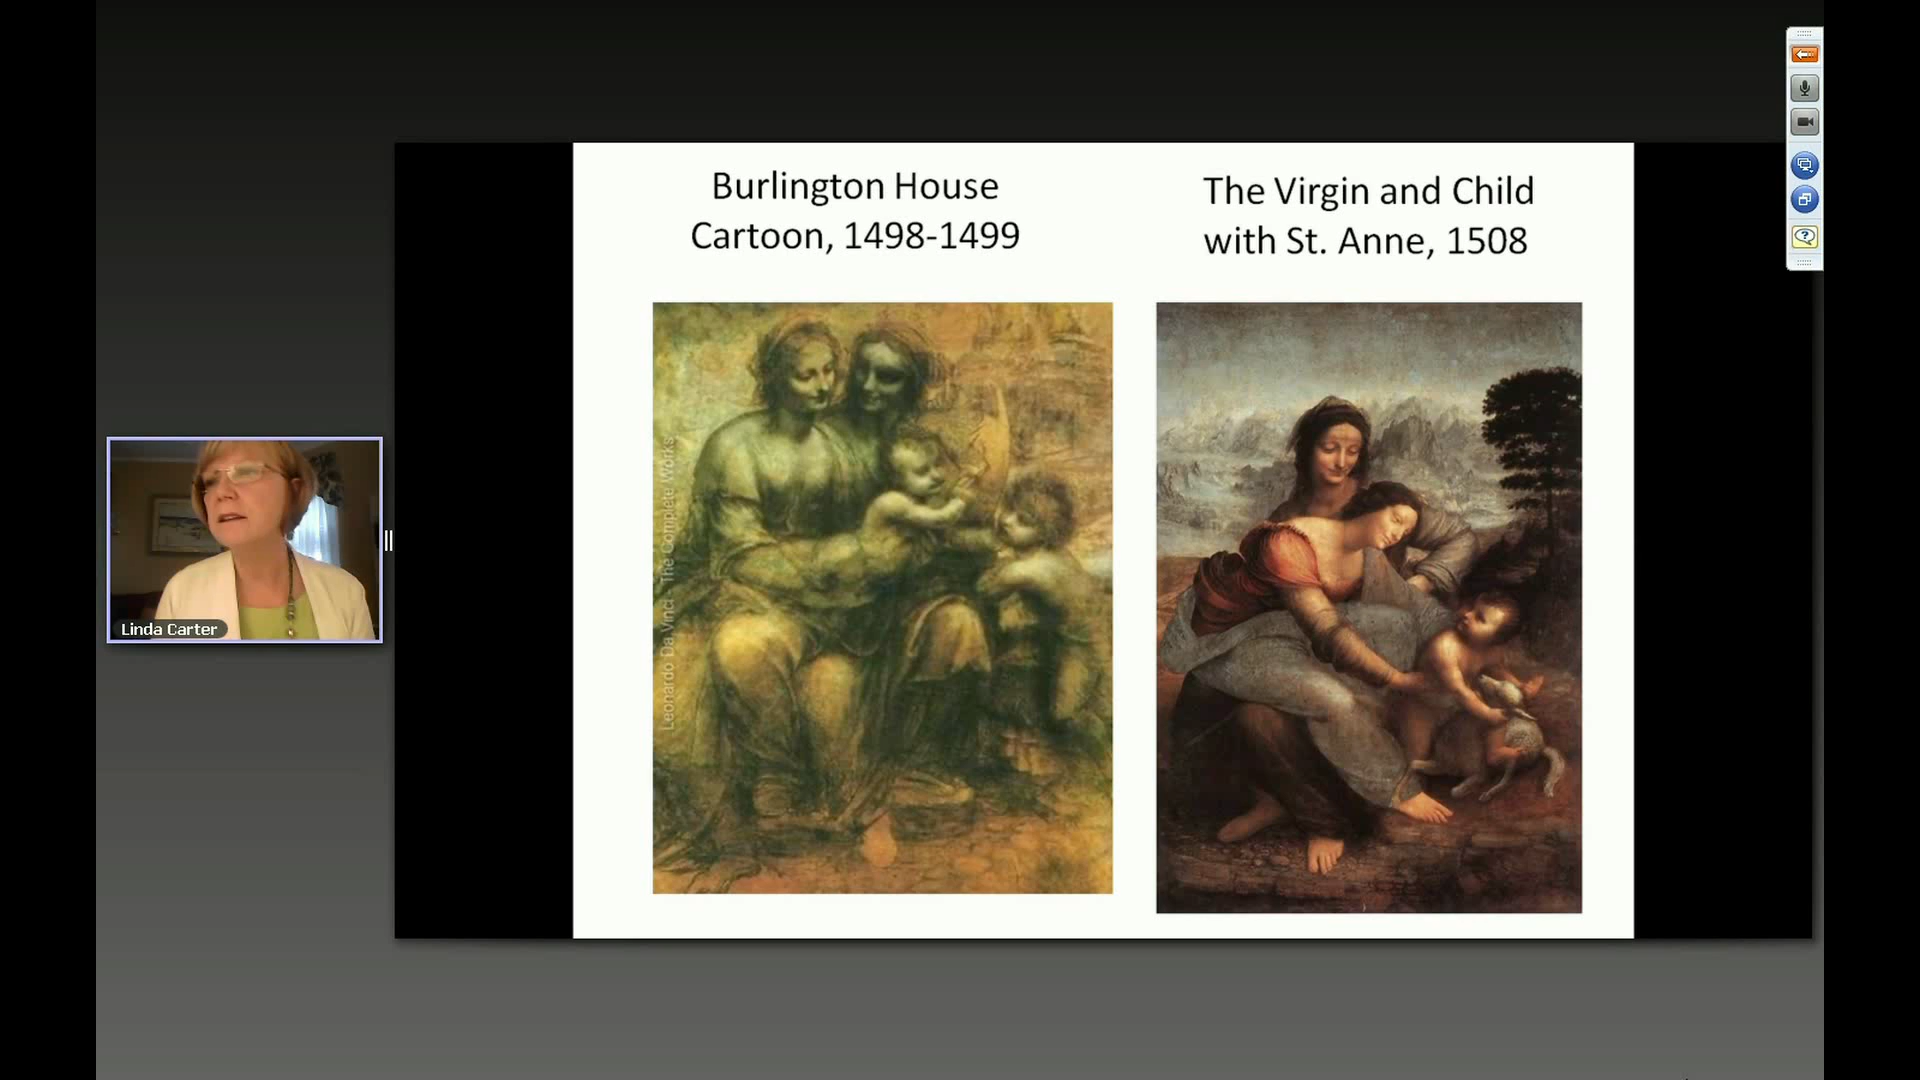 Burlington House
Cartoon, 1498-1499
The Virgin and Child
with St. Anne, 1508
Leonardo Da Vinci - The Complete Works
Linda Carter